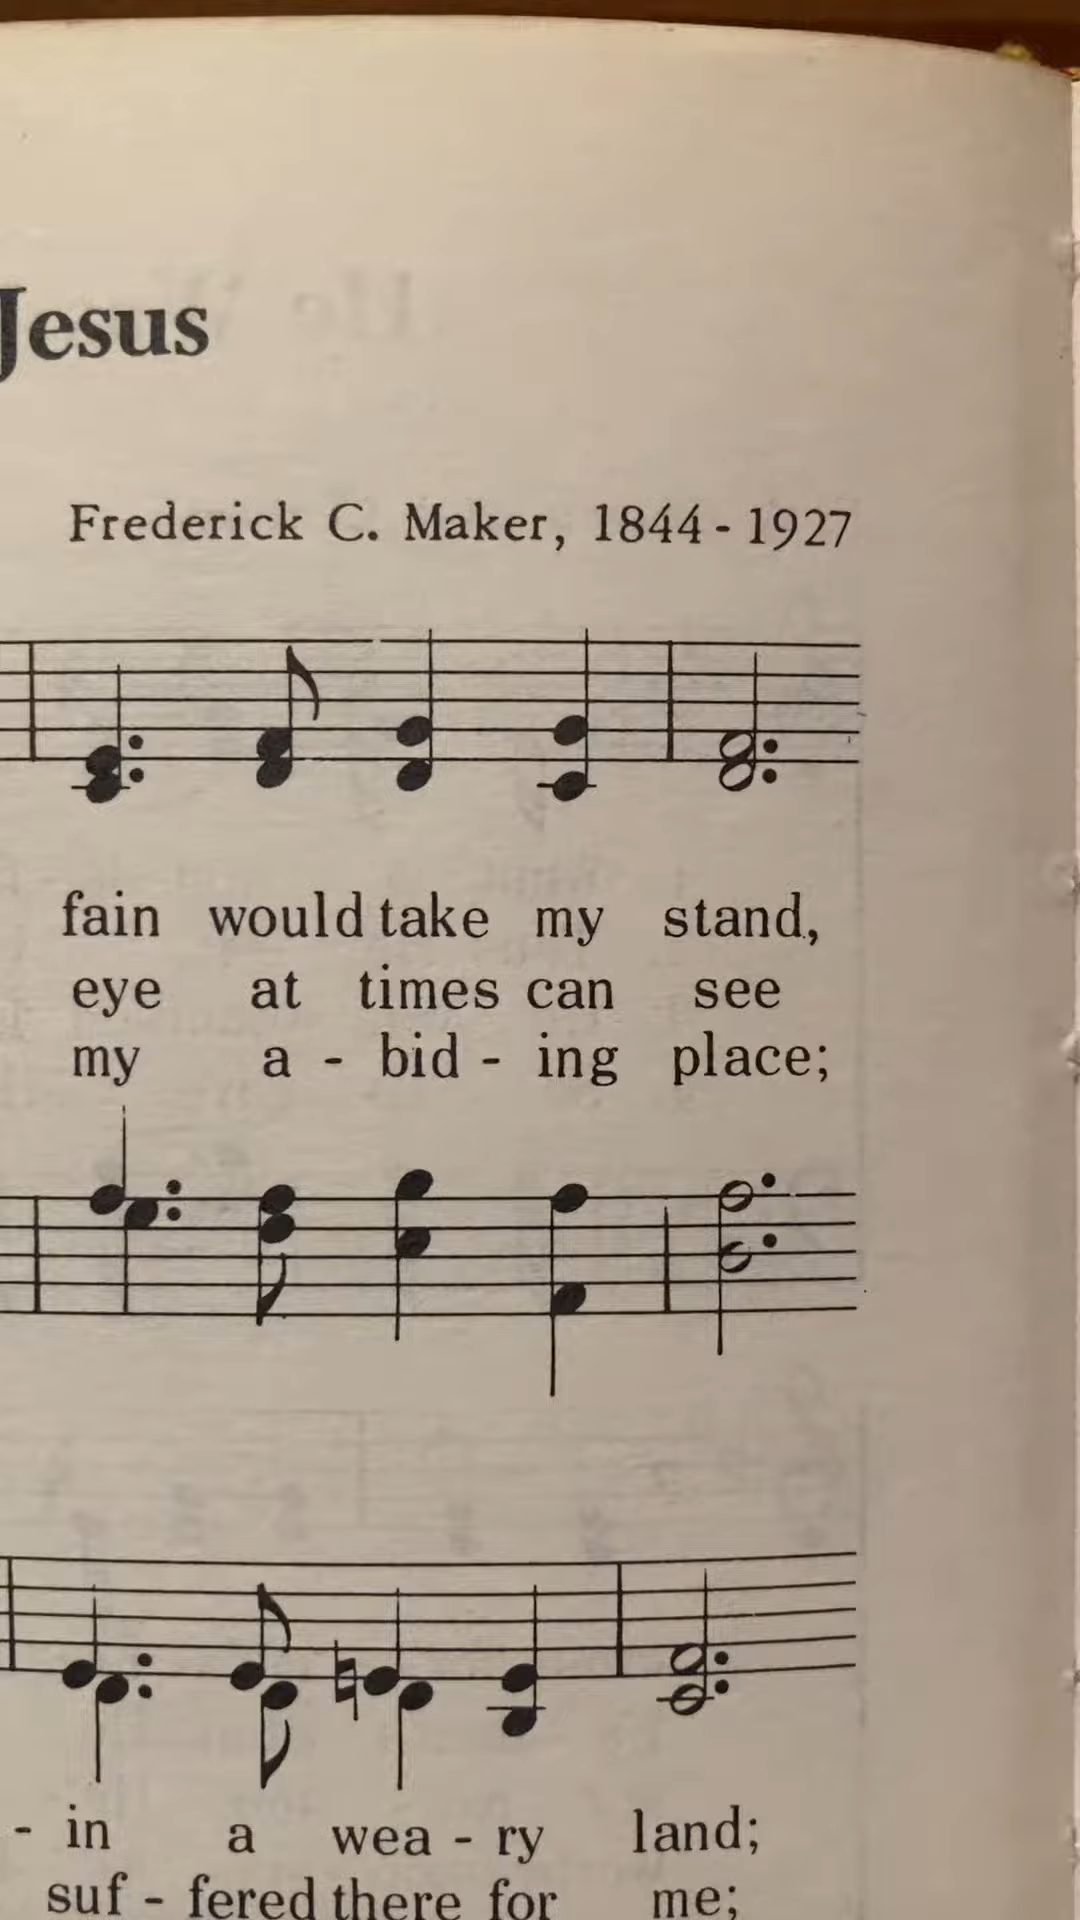 Jesus
Frederick C. Maker, 1844-1927
fain would take my stand,
eye at times can see
my a - bid - ing place;
- in a wea - ry land;
suf - fered there for me;